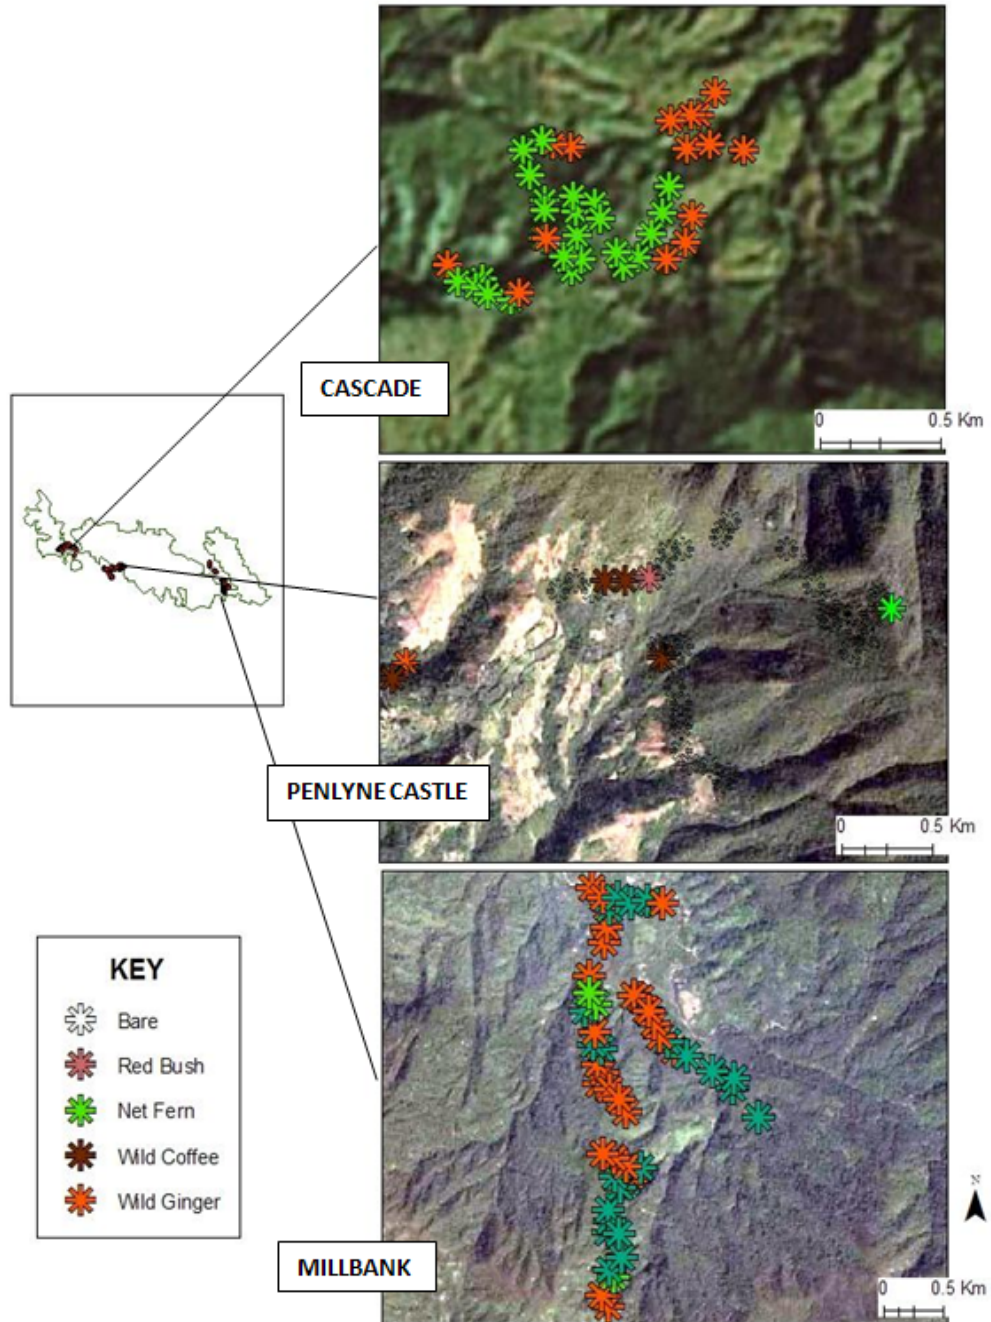 CASCADE
0 0.5 Km
PENLYNE CASTLE
0 0.5 Km
KEY
Bare
Red Bush
Net Fern
Wild Coffee
Wild Ginger
MILLBANK
N
0 0.5 Km